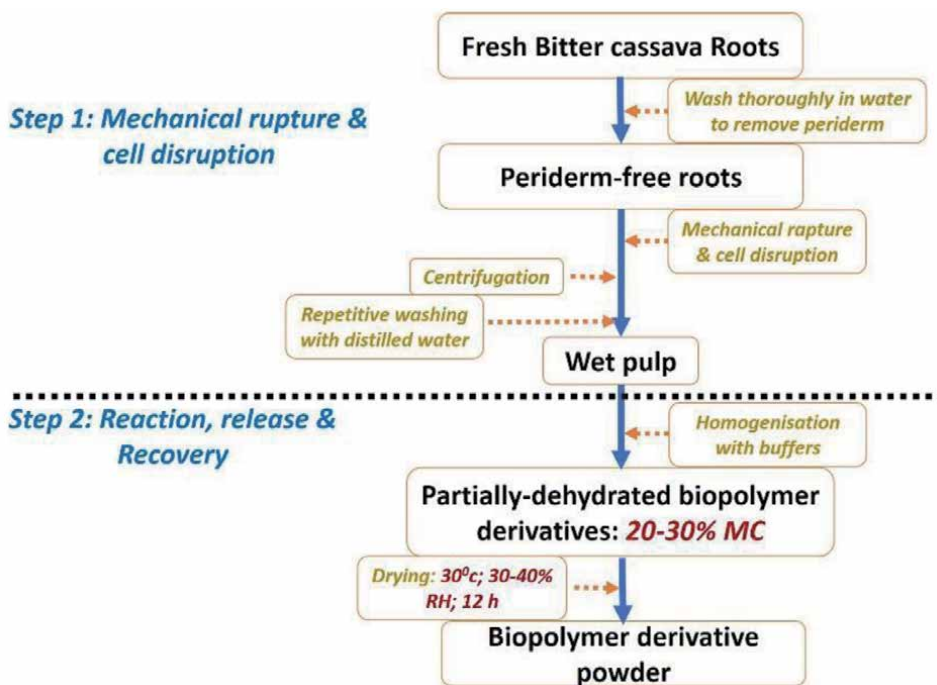 Fresh Bitter cassava Roots
Step 1: Mechanical rupture &
cell disruption
Wash thoroughly in water
to remove periderm
Periderm-free roots
Mechanical rapture
& cell disruption
Centrifugation
Repetitive washing
with distilled water
Wet pulp
Step 2: Reaction, release &
Recovery
Homogenisation
with buffers
Partially-dehydrated biopolymer
derivatives: 20-30% MC
Drying: 30⁰c; 30-40%
RH; 12 h
Biopolymer derivative
powder